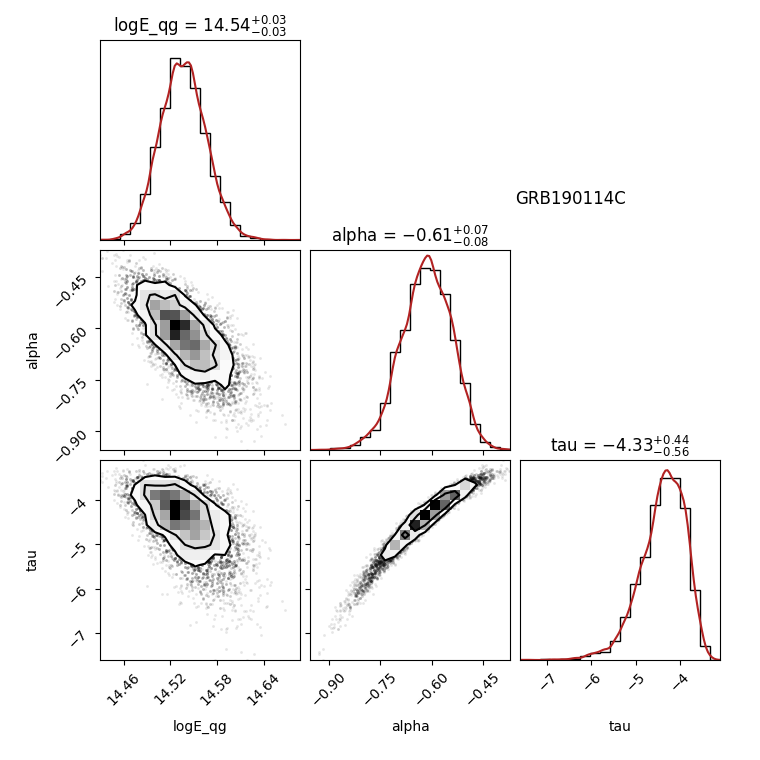 logE_qg = 14.54+0.03 −0.03
GRB190114C
alpha = −0.61+0.07 −0.08
−0.45
−0.60
−0.75
−0.90
alpha
tau = −4.33+0.44 −0.56
−4
−5
−6
−7
tau
14.46 14.52 14.58 14.64
−0.90 −0.75 −0.60 −0.45
−7 −6 −5 −4
logE_qg alpha tau